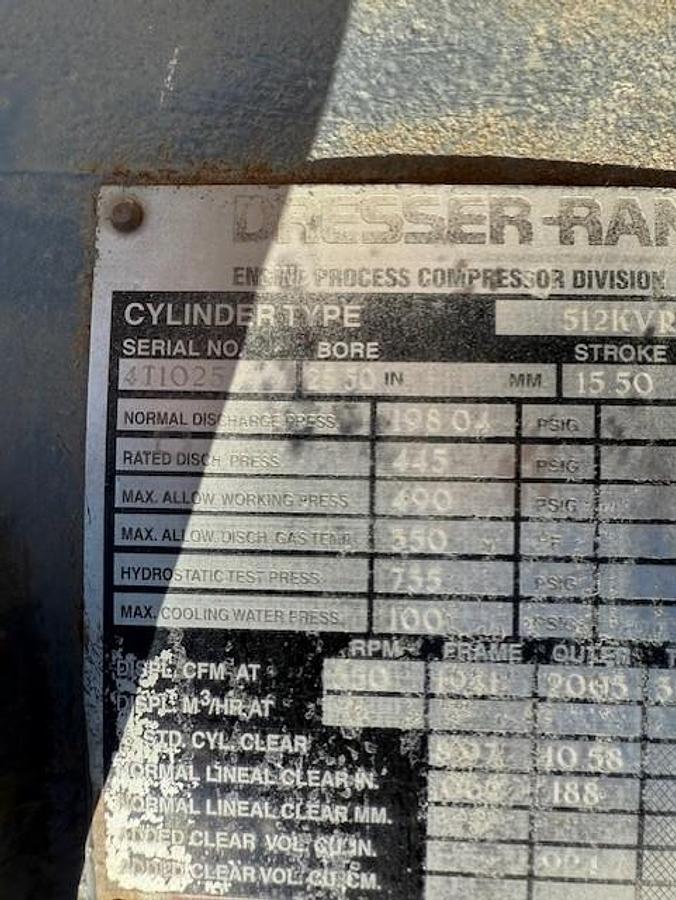 DRESSER-RAN
ENGINE PROCESS COMPRESSOR DIVISION
CYLINDER TYPE 512KVR
SERIAL NO. BORE STROKE
4T1025 IN MM 15.50
NORMAL DISCHARGE PRESS. 198.04 PSIG
RATED DISCH. PRESS. 445 PSIG
MAX. ALLOW. WORKING PRESS. 490 PSIG
MAX. ALLOW. DISCH. GAS TEMP. 350 °F
HYDROSTATIC TEST PRESS. 735 PSIG
MAX. COOLING WATER PRESS. 100 PSIG
RPM FRAME OUTER
DISPL. CFM AT
DISPL. M³/HR. AT
STD. CYL. CLEAR 10.58
NORMAL LINEAL CLEAR IN. 188
NORMAL LINEAL CLEAR MM.
ADDED CLEAR VOL. CU. IN.
ADDED CLEAR VOL. CU. CM.